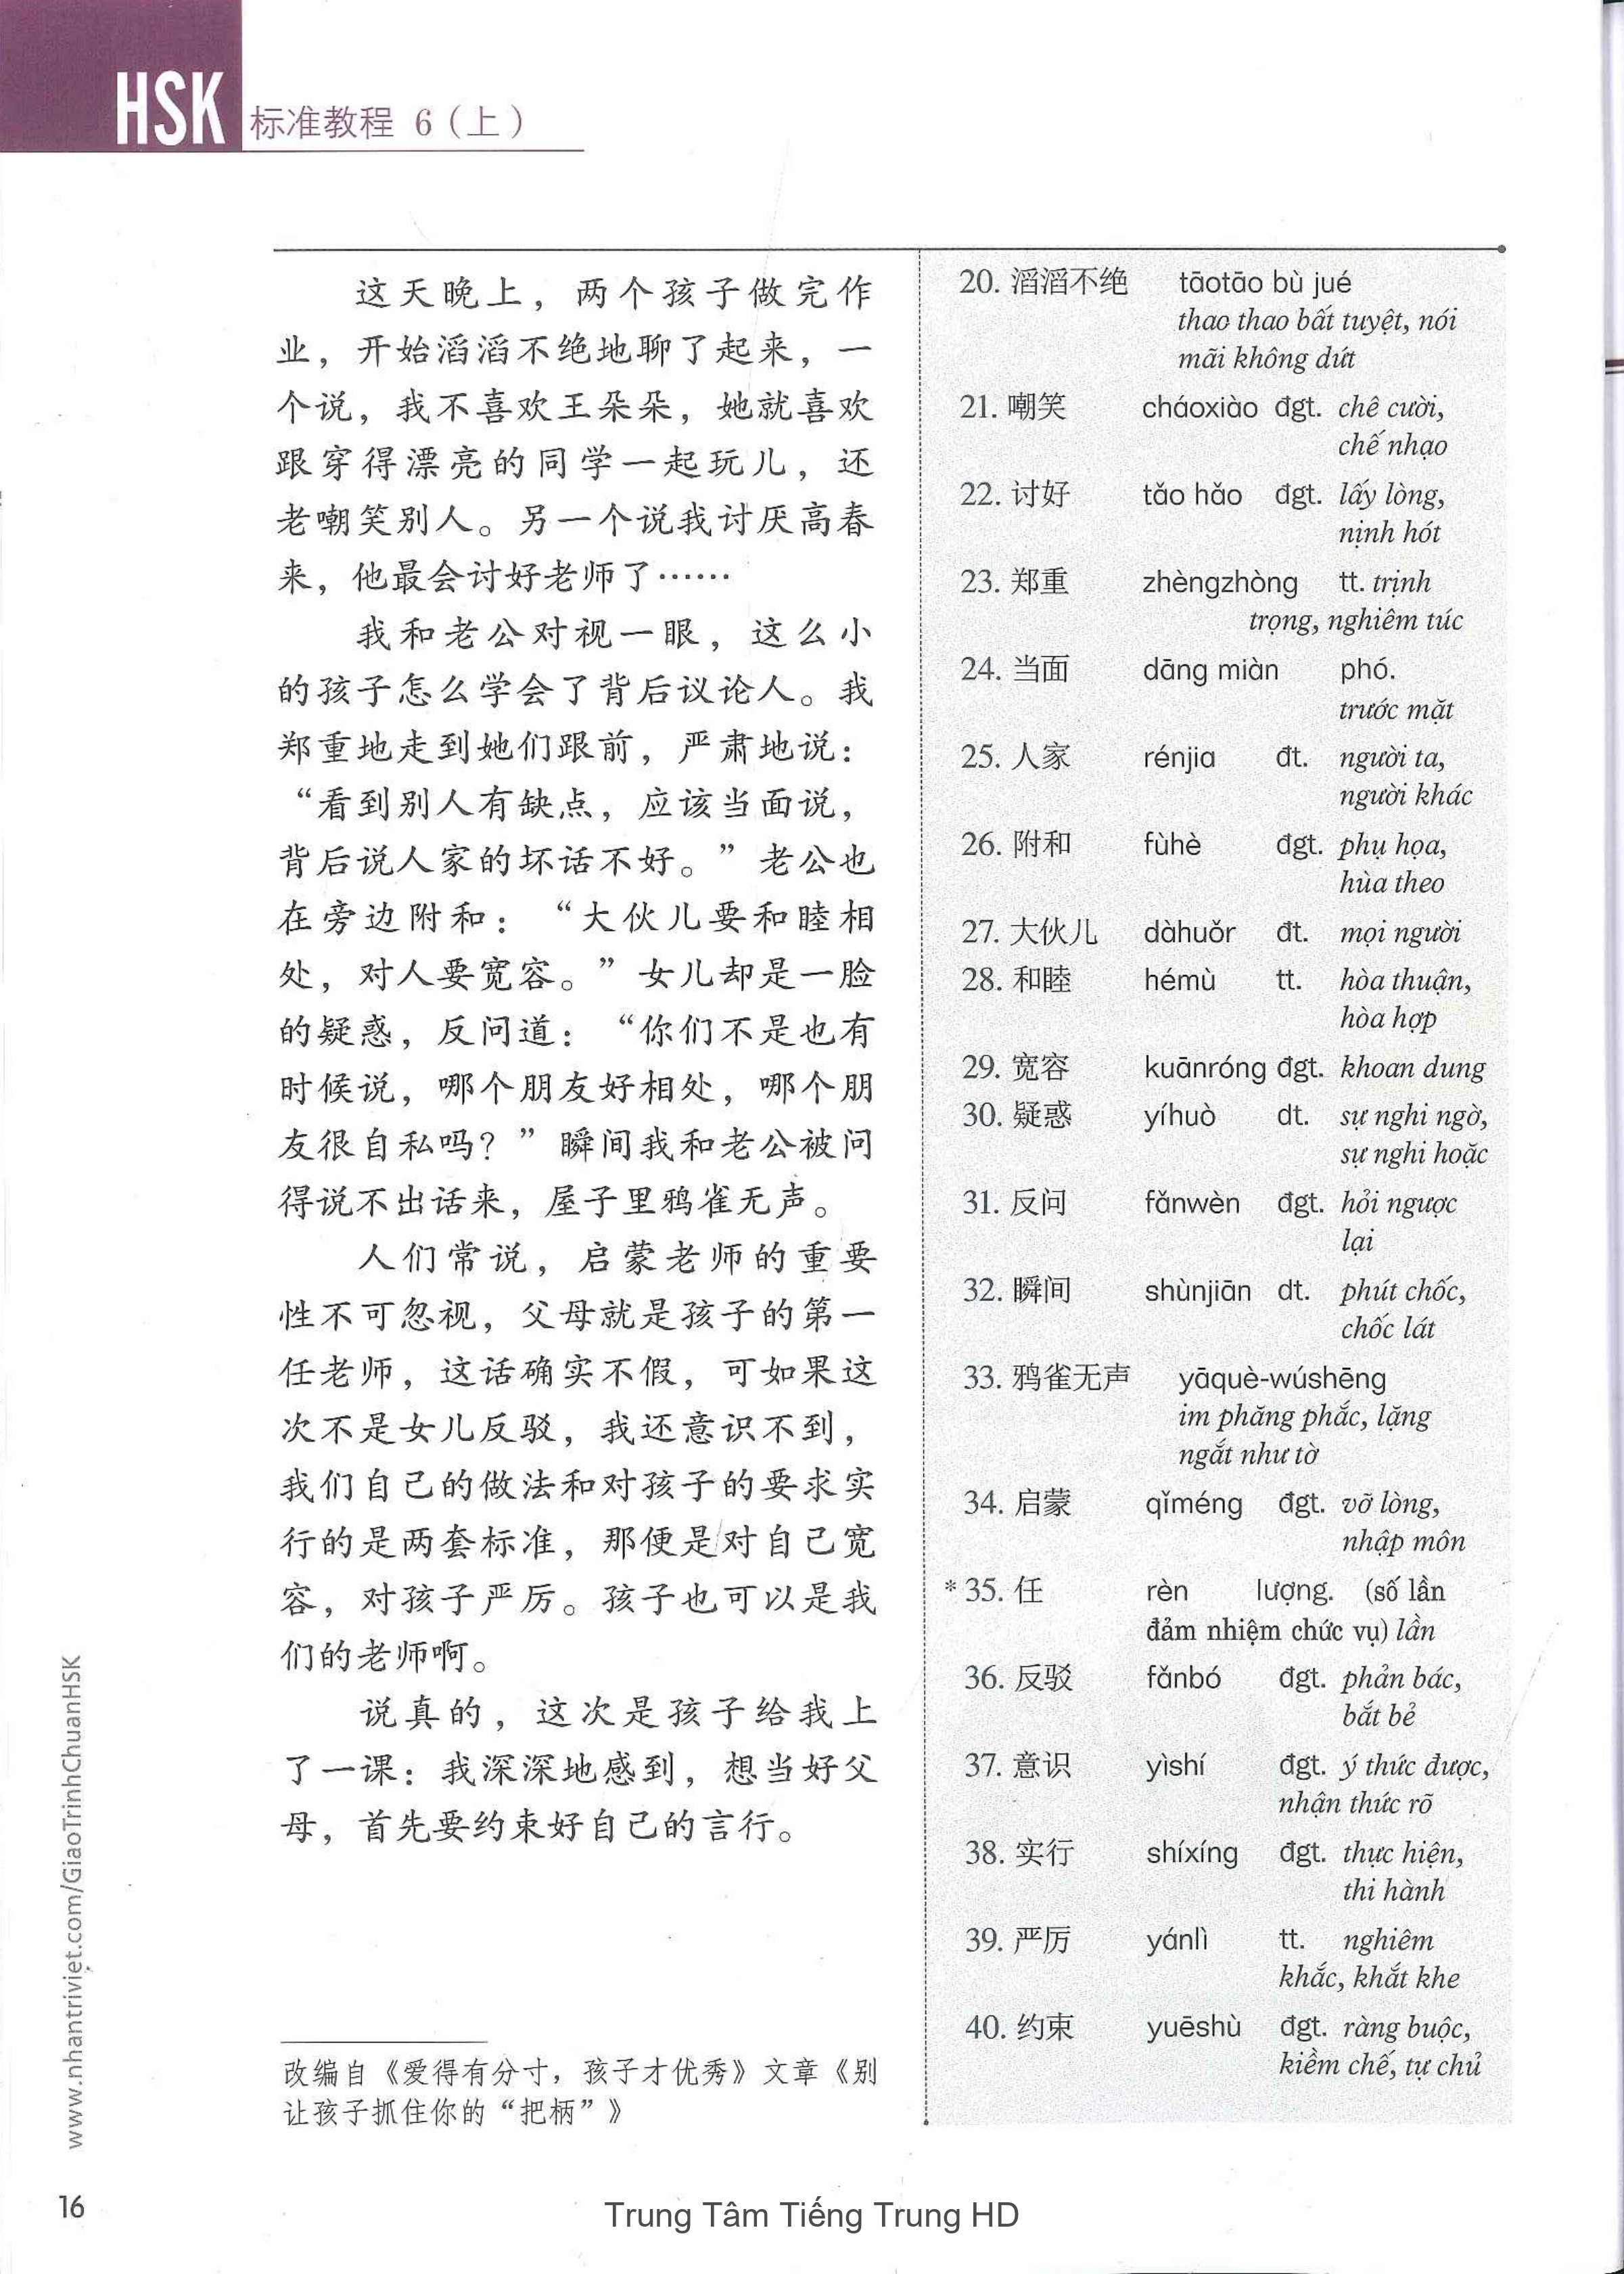 HSK 标准教程 6（上）
这天晚上，两个孩子做完作
业，开始滔滔不绝地聊了起来，一
个说，我不喜欢王朵朵，她就喜欢
跟穿得漂亮的同学一起玩儿，还
老嘲笑别人。另一个说我讨厌高春
来，他最会讨好老师了……
我和老公对视一眼，这么小
的孩子怎么学会了背后议论人。我
郑重地走到她们跟前，严肃地说：
“看到别人有缺点，应该当面说，
背后说人家的坏话不好。”老公也
在旁边附和：“大伙儿要和睦相
处，对人要宽容。”女儿却是一脸
的疑惑，反问道：“你们不是也有
时候说，哪个朋友好相处，哪个朋
友很自私吗？”瞬间我和老公被问
得说不出话来，屋子里鸦雀无声。
人们常说，启蒙老师的重要
性不可忽视，父母就是孩子的第一
任老师，这话确实不假，可如果这
次不是女儿反驳，我还意识不到，
我们自己的做法和对孩子的要求实
行的是两套标准，那便是对自己宽
容，对孩子严厉。孩子也可以是我
们的老师啊。
说真的，这次是孩子给我上
了一课：我深深地感到，想当好父
母，首先要约束好自己的言行。
改编自《爱得有分寸，孩子才优秀》文章《别
让孩子抓住你的“把柄”》
20. 滔滔不绝 tāotāo bù jué
thao thao bất tuyệt, nói
mãi không dứt
21. 嘲笑 cháoxiào đgt. chê cười,
chế nhạo
22. 讨好 tǎo hǎo đgt. lấy lòng,
nịnh hót
23. 郑重 zhèngzhòng tt. trịnh
trọng, nghiêm túc
24. 当面 dāng miàn phó.
trước mặt
25. 人家 rénjia đt. người ta,
người khác
26. 附和 fùhè đgt. phụ họa,
hùa theo
27. 大伙儿 dàhuǒr đt. mọi người
28. 和睦 hémù tt. hòa thuận,
hòa hợp
29. 宽容 kuānróng đgt. khoan dung
30. 疑惑 yíhuò dt. sự nghi ngờ,
sự nghi hoặc
31. 反问 fǎnwèn đgt. hỏi ngược
lại
32. 瞬间 shùnjiān dt. phút chốc,
chốc lát
33. 鸦雀无声 yāquè-wúshēng
im phăng phắc, lặng
ngắt như tờ
34. 启蒙 qǐméng đgt. vỡ lòng,
nhập môn
* 35. 任 rèn lượng. (số lần
đảm nhiệm chức vụ) lần
36. 反驳 fǎnbó đgt. phản bác,
bắt bẻ
37. 意识 yìshí đgt. ý thức được,
nhận thức rõ
38. 实行 shíxíng đgt. thực hiện,
thi hành
39. 严厉 yánlì tt. nghiêm
khắc, khắt khe
40. 约束 yuēshù đgt. ràng buộc,
kiềm chế, tự chủ
www.nhantriviet.com/GiaoTrinhChuanHSK
16
Trung Tâm Tiếng Trung HD